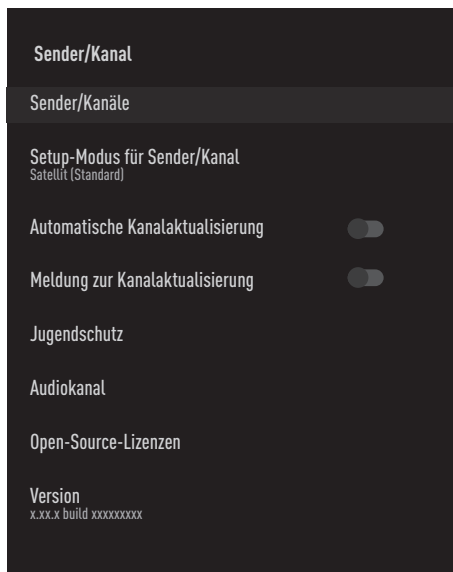 Sender/Kanal
Sender/Kanäle
Setup-Modus für Sender/Kanal
Satellit (Standard)
Automatische Kanalaktualisierung
Meldung zur Kanalaktualisierung
Jugendschutz
Audiokanal
Open-Source-Lizenzen
Version
x.xx.x build xxxxxxxxx